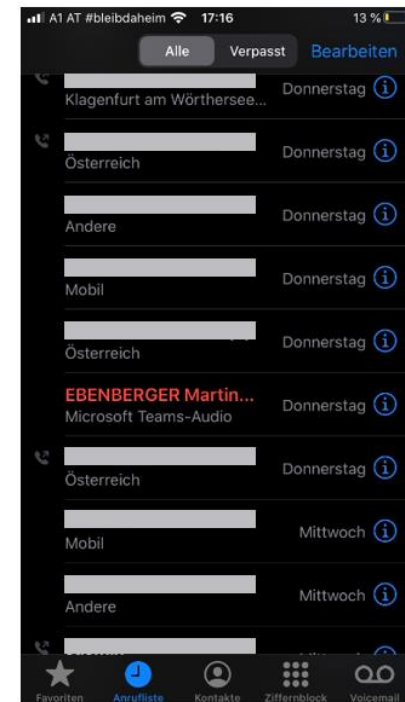 A1 AT #bleibdaheim 17:16 13 %
Alle Verpasst Bearbeiten
Klagenfurt am Wörthersee... Donnerstag
Österreich Donnerstag
Andere Donnerstag
Mobil Donnerstag
Österreich Donnerstag
EBENBERGER Martin...
Microsoft Teams-Audio Donnerstag
Österreich Donnerstag
Mobil Mittwoch
Andere Mittwoch
Favoriten Anrufliste Kontakte Ziffernblock Voicemail